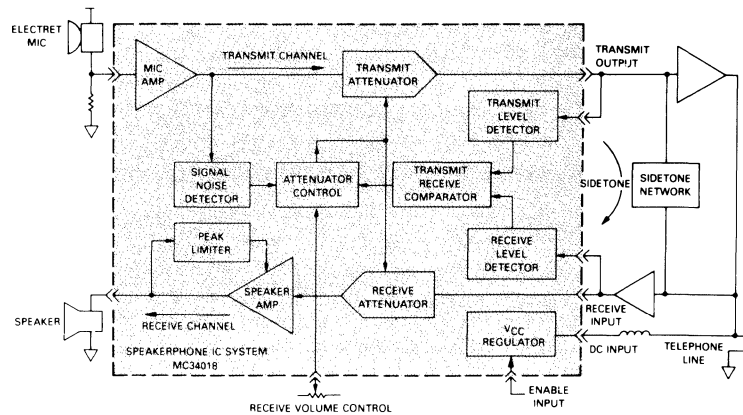 ELECTRET
MIC
MIC
AMP
TRANSMIT CHANNEL
TRANSMIT
ATTENUATOR
TRANSMIT
OUTPUT
TRANSMIT
LEVEL
DETECTOR
SIGNAL
NOISE
DETECTOR
ATTENUATOR
CONTROL
TRANSMIT
RECEIVE
COMPARATOR
SIDETONE
SIDETONE
NETWORK
PEAK
LIMITER
RECEIVE
LEVEL
DETECTOR
SPEAKER
SPEAKER
AMP
RECEIVE
ATTENUATOR
RECEIVE
INPUT
RECEIVE CHANNEL
VCC
REGULATOR
DC INPUT
TELEPHONE
LINE
SPEAKERPHONE IC SYSTEM
MC34018
ENABLE
INPUT
RECEIVE VOLUME CONTROL